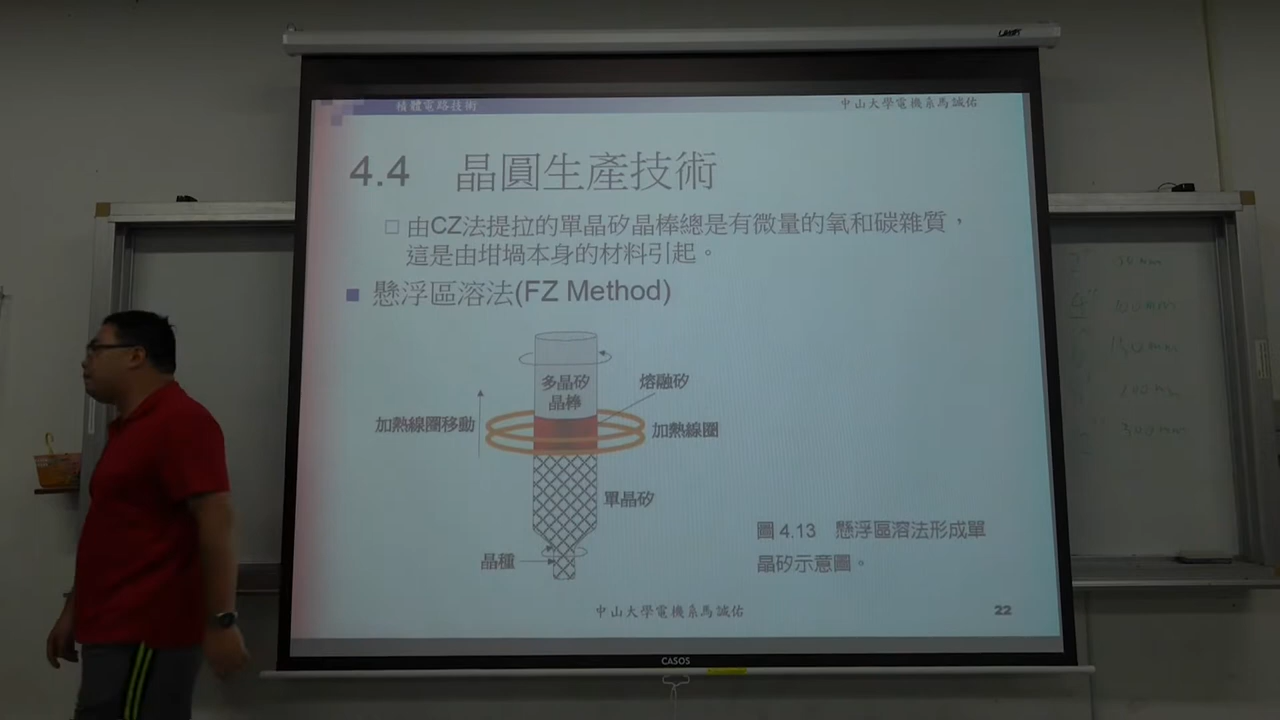 積體電路技術
中山大學電機系馬誠佑
4.4 晶圓生產技術
由CZ法提拉的單晶矽晶棒總是有微量的氧和碳雜質，
這是由坩堝本身的材料引起。
懸浮區溶法(FZ Method)
多晶矽
晶棒
熔融矽
加熱線圈移動
加熱線圈
單晶矽
晶種
圖 4.13 懸浮區溶法形成單
晶矽示意圖。
中山大學電機系馬誠佑
22
CASOS
300mm